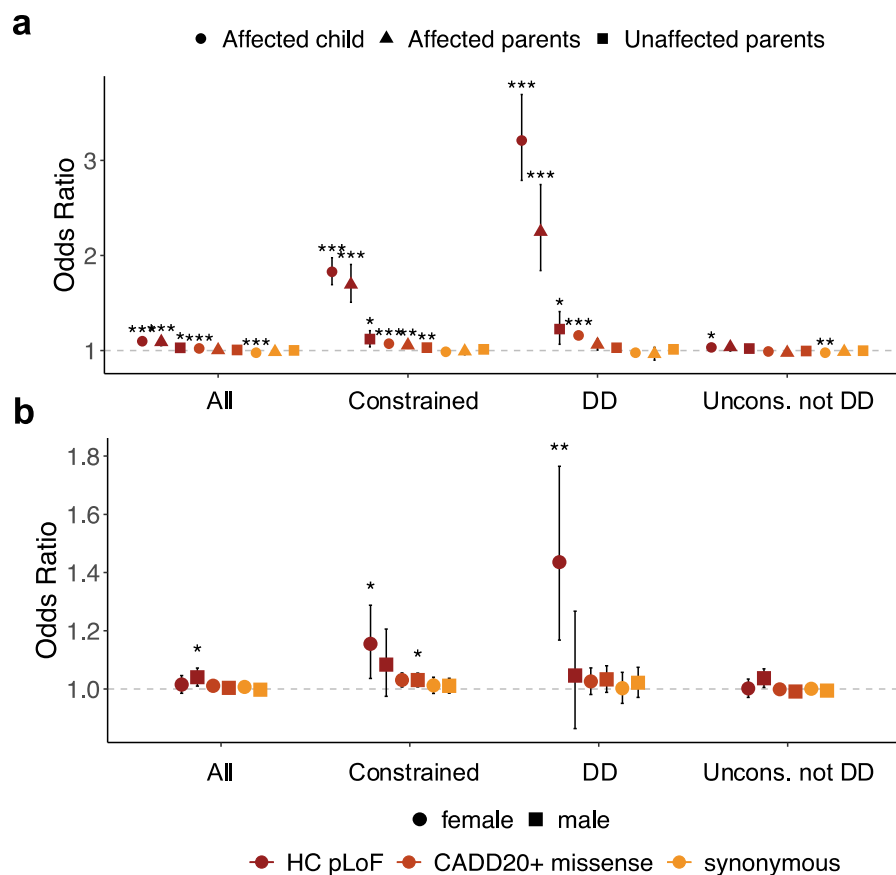 a
Affected child Affected parents Unaffected parents
Odds Ratio
3
2
1
*** *** * *** ***
*** *** * *** ** **
*** *** * ***
* **
All Constrained DD Uncons. not DD
b
Odds Ratio
1.8
1.6
1.4
1.2
1.0
*
* *
**
All Constrained DD Uncons. not DD
female male
HC pLoF CADD20+ missense synonymous